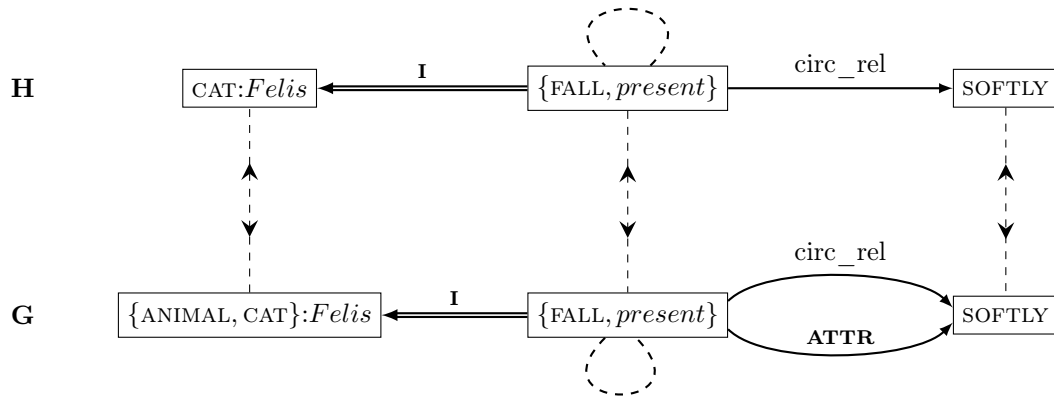 circ_rel
H CAT:Felis I {FALL, present} SOFTLY
circ_rel
G {ANIMAL, CAT}:Felis I {FALL, present} SOFTLY
ATTR